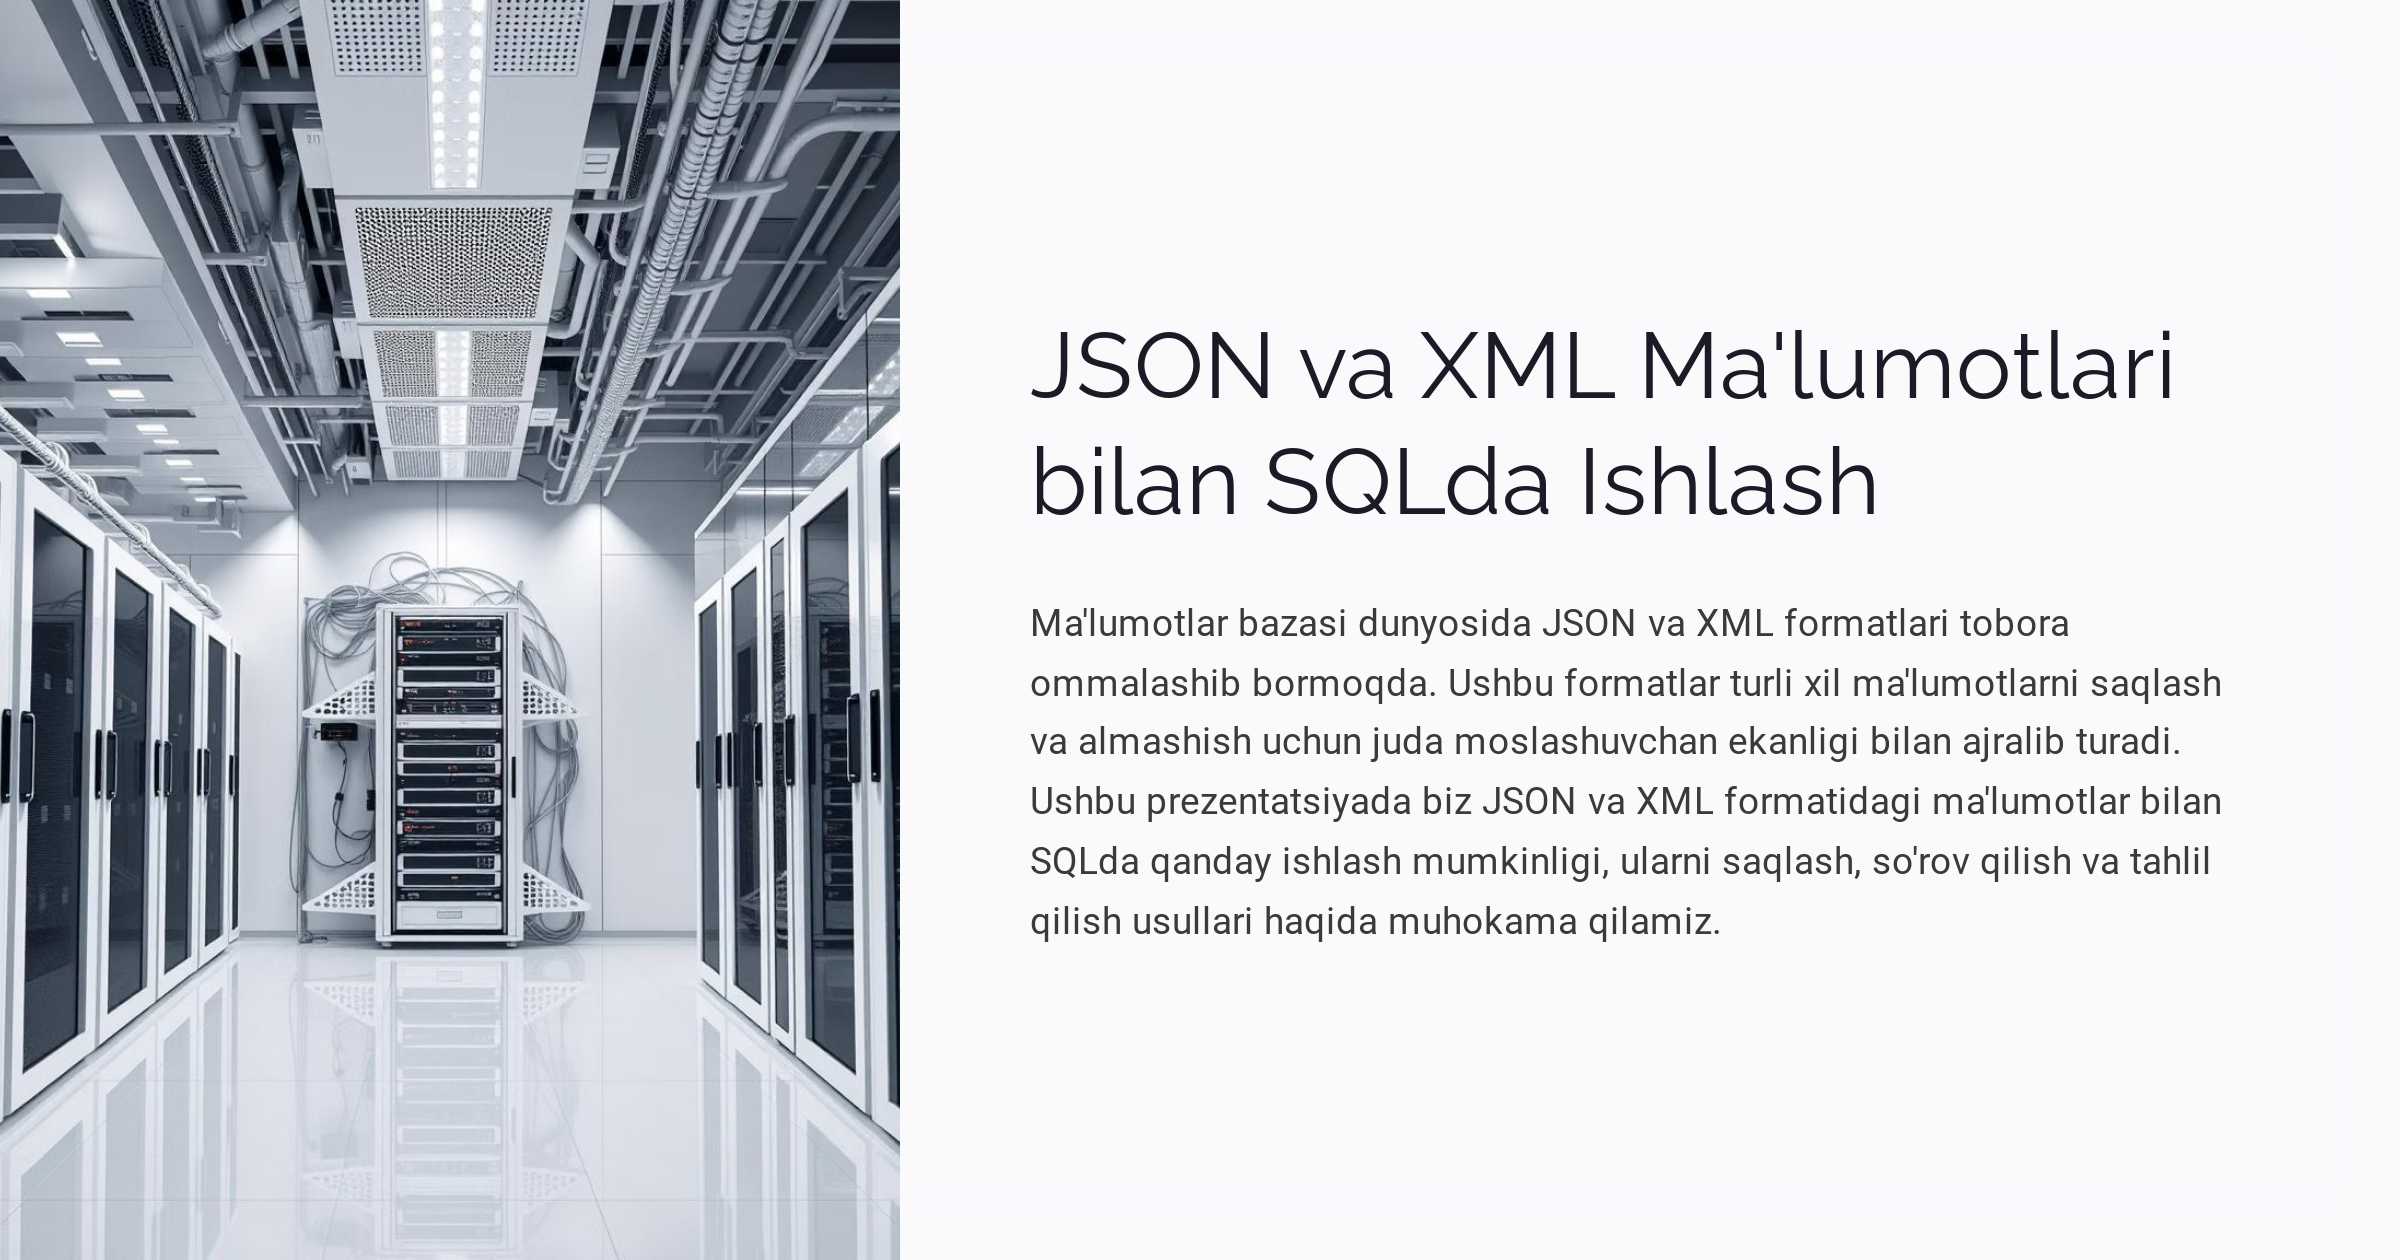 JSON va XML Ma'lumotlari
bilan SQLda Ishlash
Ma'lumotlar bazasi dunyosida JSON va XML formatlari tobora
ommalashib bormoqda. Ushbu formatlar turli xil ma'lumotlarni saqlash
va almashish uchun juda moslashuvchan ekanligi bilan ajralib turadi.
Ushbu prezentatsiyada biz JSON va XML formatidagi ma'lumotlar bilan
SQLda qanday ishlash mumkinligi, ularni saqlash, so'rov qilish va tahlil
qilish usullari haqida muhokama qilamiz.